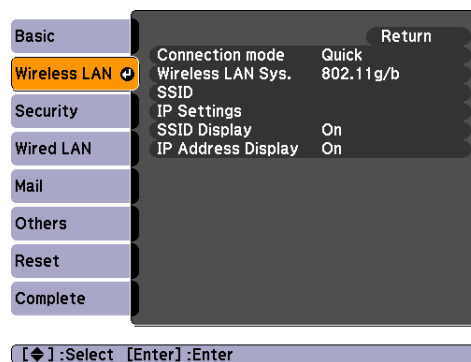 Basic
Wireless LAN
Security
Wired LAN
Mail
Others
Reset
Complete
Return
Connection mode Quick
Wireless LAN Sys. 802.11g/b
SSID
IP Settings
SSID Display On
IP Address Display On
[◆] :Select [Enter] :Enter